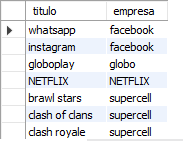 titulo empresa
whatsapp facebook
instagram facebook
globoplay globo
NETFLIX NETFLIX
brawl stars supercell
clash of clans supercell
clash royale supercell